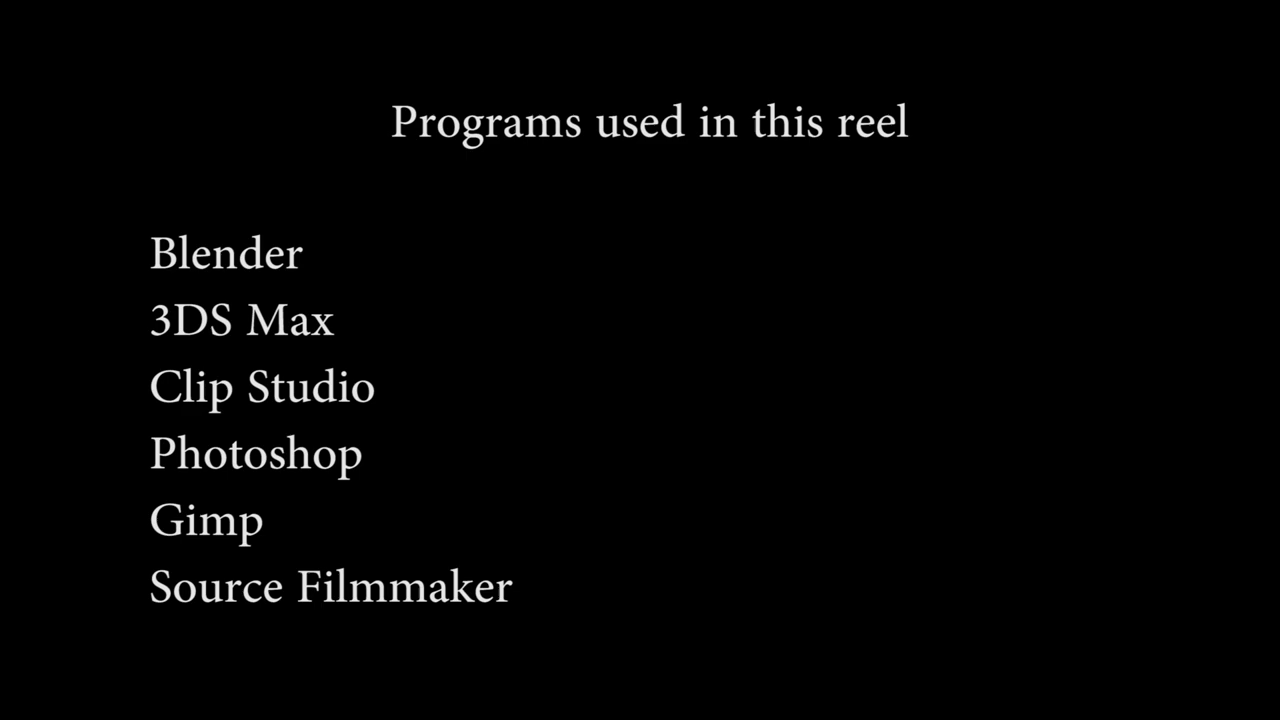 Programs used in this reel
Blender
3DS Max
Clip Studio
Photoshop
Gimp
Source Filmmaker